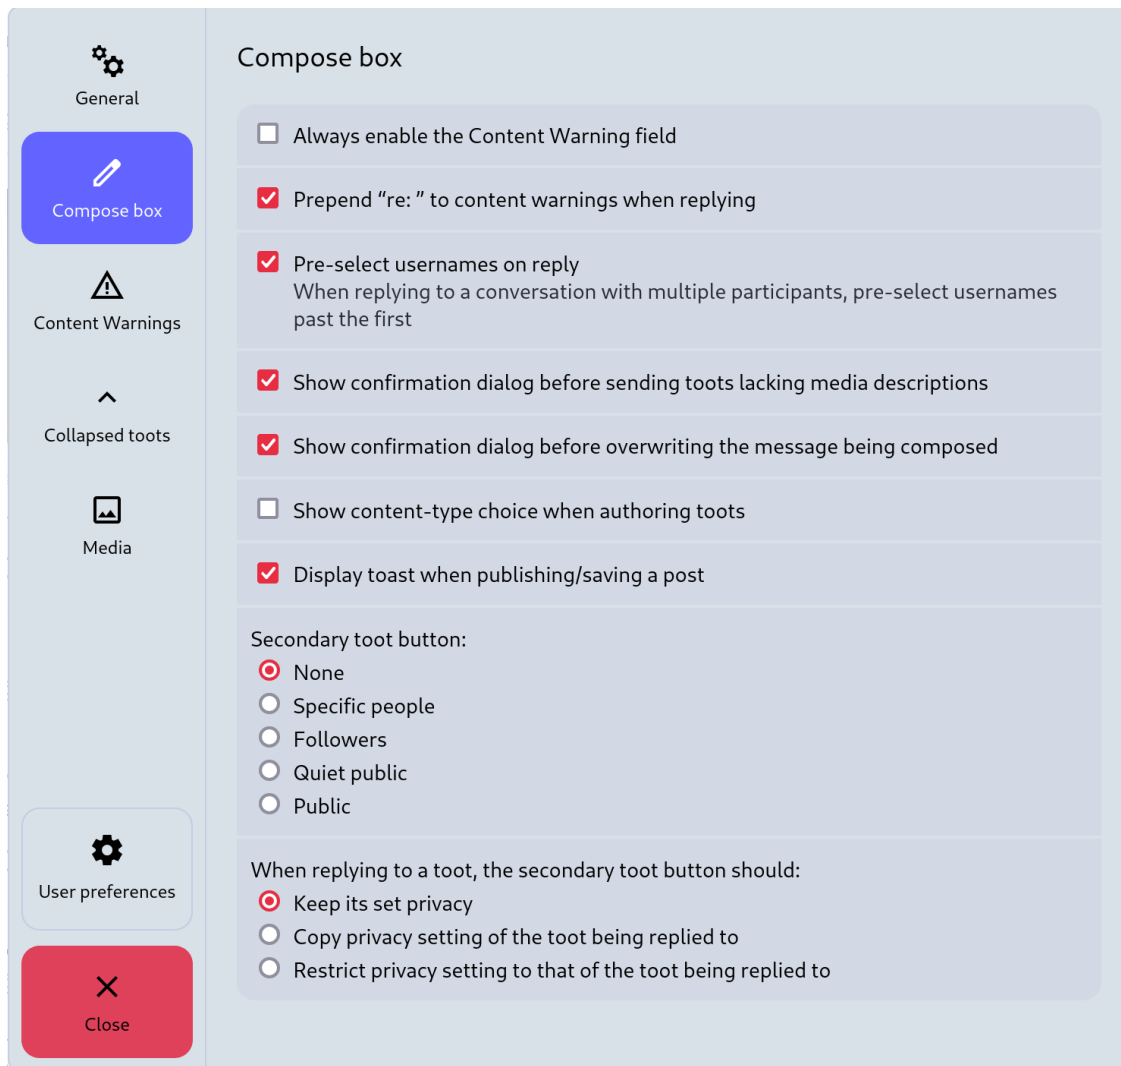 General
Compose box
Content Warnings
Collapsed toots
Media
User preferences
Close
Compose box
Always enable the Content Warning field
Prepend “re: ” to content warnings when replying
Pre-select usernames on reply
When replying to a conversation with multiple participants, pre-select usernames
past the first
Show confirmation dialog before sending toots lacking media descriptions
Show confirmation dialog before overwriting the message being composed
Show content-type choice when authoring toots
Display toast when publishing/saving a post
Secondary toot button:
None
Specific people
Followers
Quiet public
Public
When replying to a toot, the secondary toot button should:
Keep its set privacy
Copy privacy setting of the toot being replied to
Restrict privacy setting to that of the toot being replied to